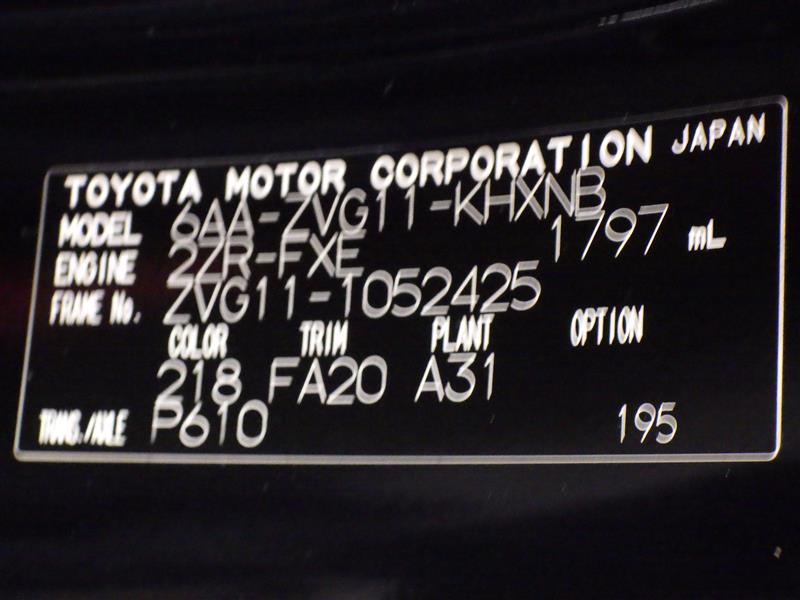 TOYOTA MOTOR CORPORATION JAPAN
MODEL 6AA-ZVG11-KHXNB
ENGINE 2ZR-FXE 1797 mL
FRAME No. ZVG11-1052425
COLOR TRIM PLANT OPTION
218 FA20 A31
TRANS./AXLE P610 195